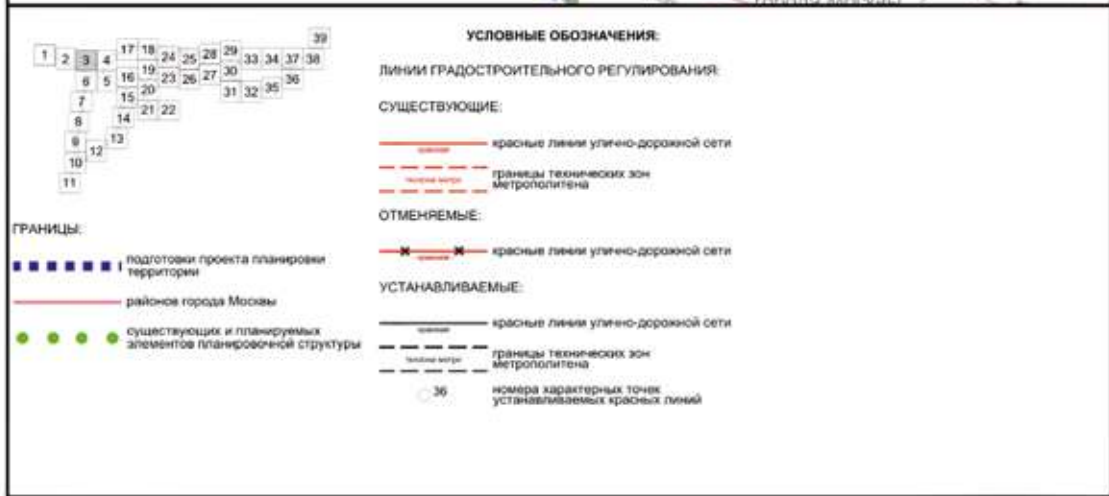 39
1 2 3 4 17 18 24 25 28 29 33 34 37 38
6 5 16 19 23 26 27 30 36
7 15 20 31 32 35
8 14 21 22
9 13
10 12
11
ГРАНИЦЫ:
подготовки проекта планировки
территории
районов города Москвы
существующих и планируемых
элементов планировочной структуры
УСЛОВНЫЕ ОБОЗНАЧЕНИЯ:
ЛИНИИ ГРАДОСТРОИТЕЛЬНОГО РЕГУЛИРОВАНИЯ:
СУЩЕСТВУЮЩИЕ:
красные линии улично-дорожной сети
границы технических зон
метрополитена
ОТМЕНЯЕМЫЕ:
красные линии улично-дорожной сети
УСТАНАВЛИВАЕМЫЕ:
красные линии улично-дорожной сети
границы технических зон
метрополитена
36 номера характерных точек
устанавливаемых красных линий